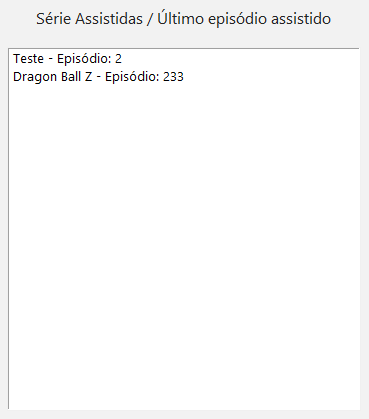 Série Assistidas / Último episódio assistido
Teste - Episódio: 2
Dragon Ball Z - Episódio: 233